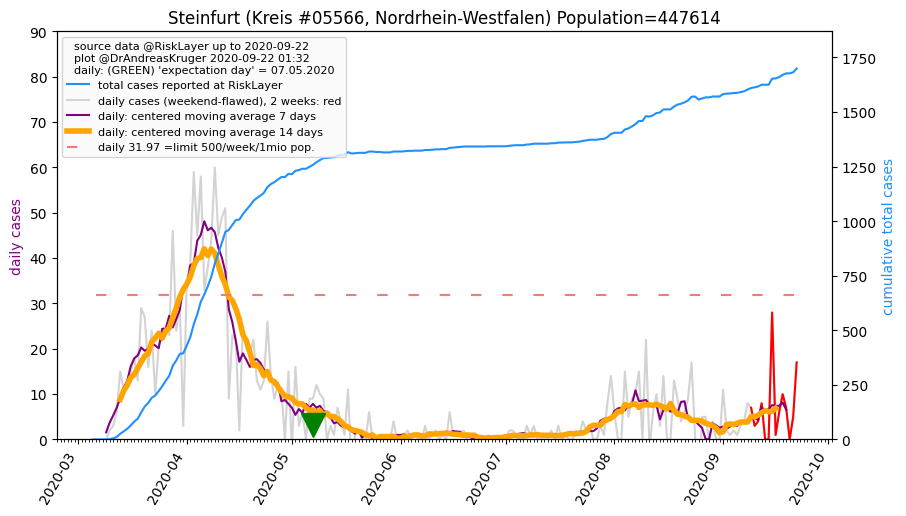 Steinfurt (Kreis #05566, Nordrhein-Westfalen) Population=447614
source data @RiskLayer up to 2020-09-22
plot @DrAndreasKruger 2020-09-22 01:32
daily: (GREEN) 'expectation day' = 07.05.2020
total cases reported at RiskLayer
daily cases (weekend-flawed), 2 weeks: red
daily: centered moving average 7 days
daily: centered moving average 14 days
daily 31.97 =limit 500/week/1mio pop.
daily cases
90
80
70
60
50
40
30
20
10
0
cumulative total cases
1750
1500
1250
1000
750
500
250
0
2020-03
2020-04
2020-05
2020-06
2020-07
2020-08
2020-09
2020-10